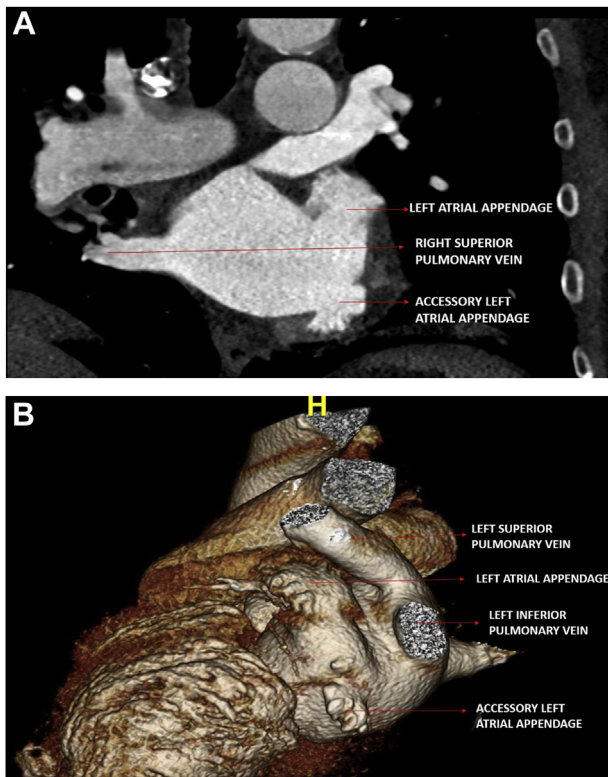 A
LEFT ATRIAL APPENDAGE
RIGHT SUPERIOR
PULMONARY VEIN
ACCESSORY LEFT
ATRIAL APPENDAGE
B
H
LEFT SUPERIOR
PULMONARY VEIN
LEFT ATRIAL APPENDAGE
LEFT INFERIOR
PULMONARY VEIN
ACCESSORY LEFT
ATRIAL APPENDAGE